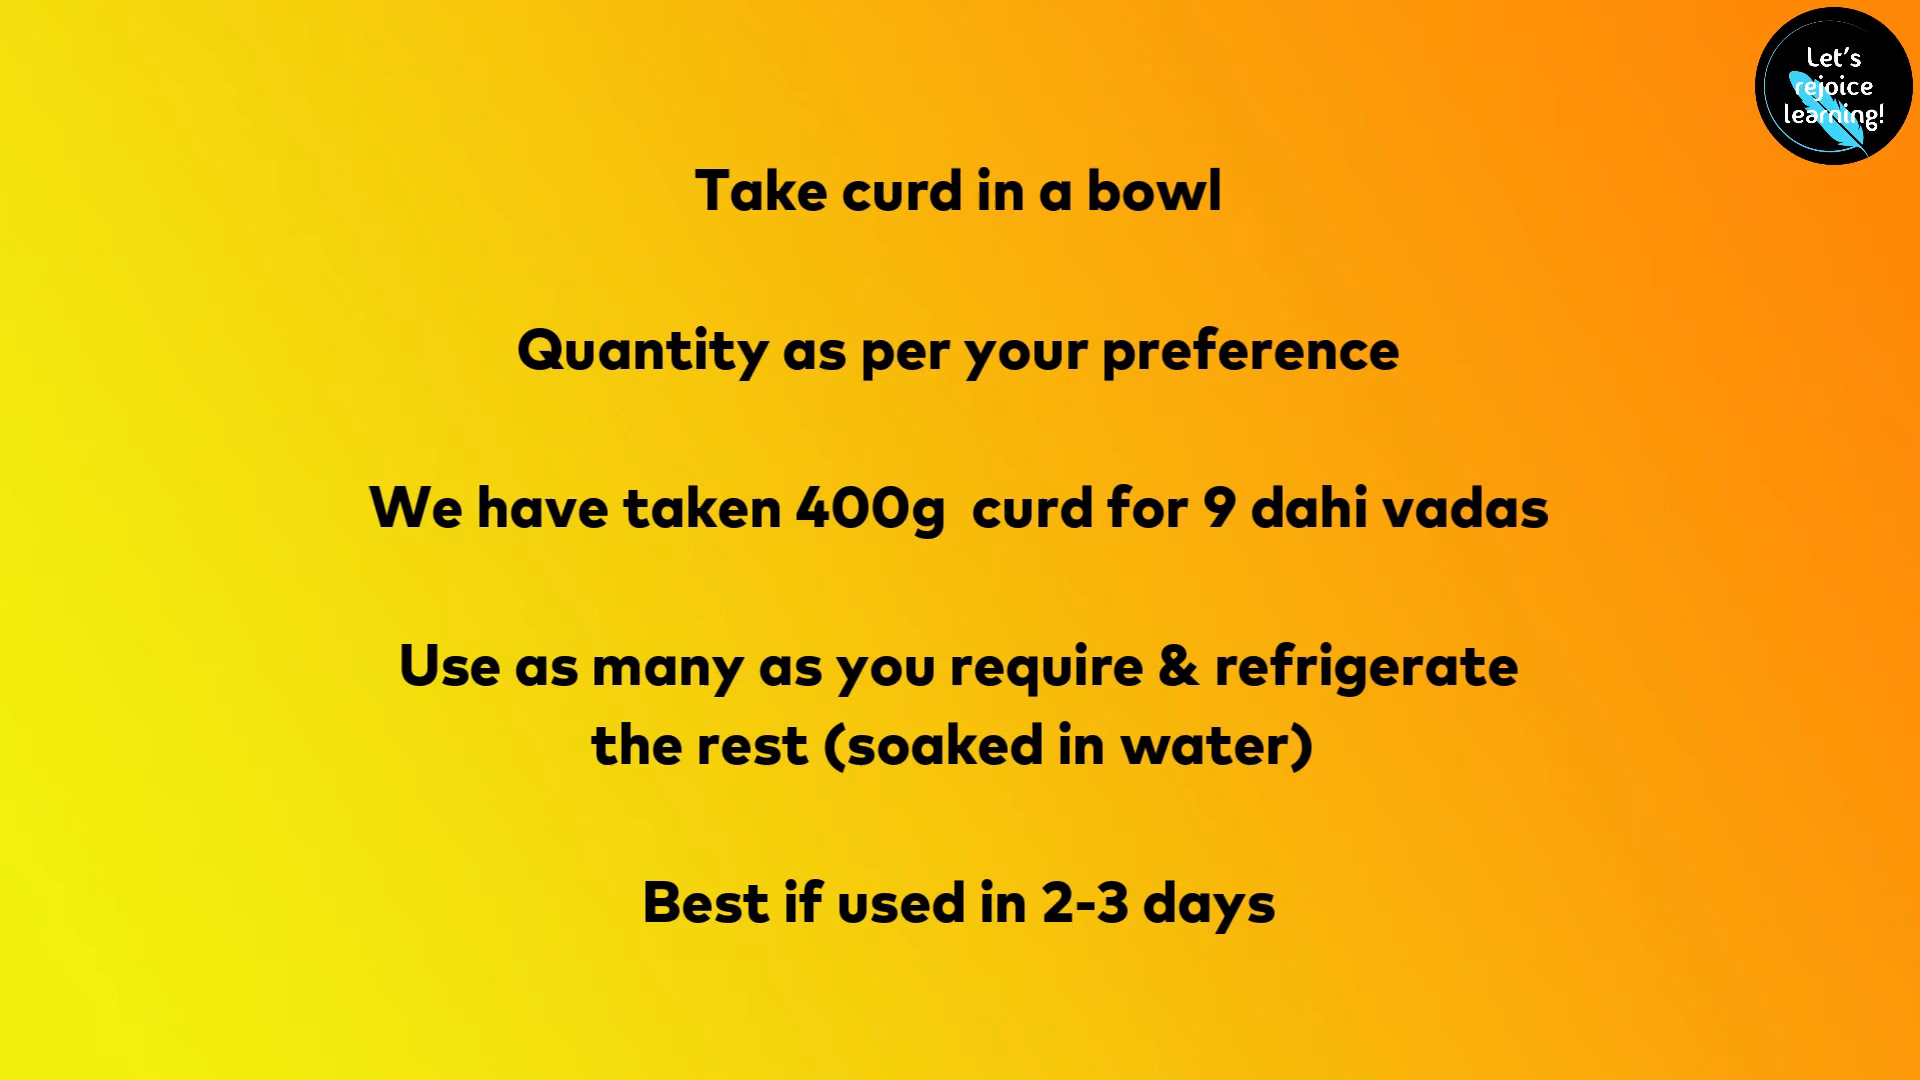 Let's
rejoice
learning!
Take curd in a bowl
Quantity as per your preference
We have taken 400g  curd for 9 dahi vadas
Use as many as you require & refrigerate
the rest (soaked in water)
Best if used in 2-3 days